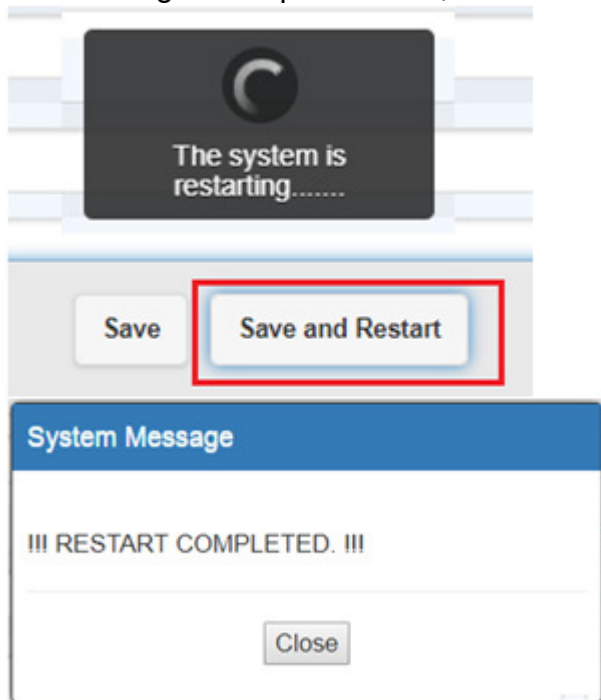 The system is
restarting.......
Save
Save and Restart
System Message
!!! RESTART COMPLETED. !!!
Close